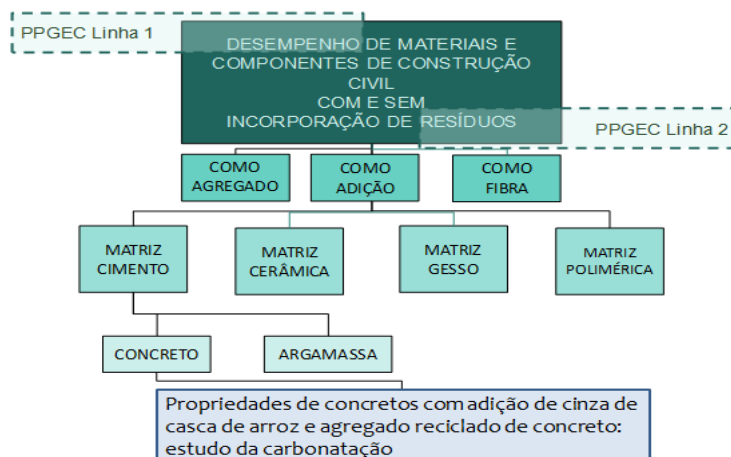 PPGEC Linha 1
DESEMPENHO DE MATERIAIS E
COMPONENTES DE CONSTRUÇÃO
CIVIL
COM E SEM
INCORPORAÇÃO DE RESÍDUOS
PPGEC Linha 2
COMO
AGREGADO
COMO
ADIÇÃO
COMO
FIBRA
MATRIZ
CIMENTO
MATRIZ
CERÂMICA
MATRIZ
GESSO
MATRIZ
POLIMÉRICA
CONCRETO
ARGAMASSA
Propriedades de concretos com adição de cinza de
casca de arroz e agregado reciclado de concreto:
estudo da carbonatação